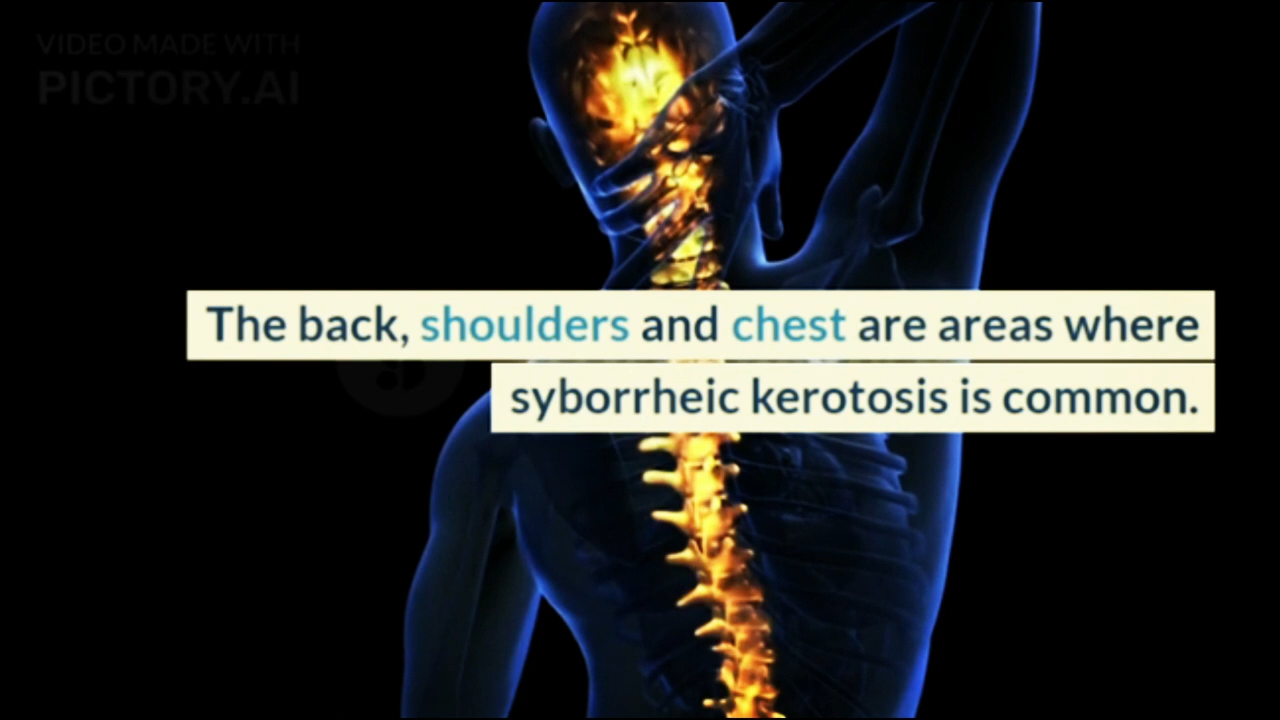 VIDEO MADE WITH
PICTORY.AI
The back, shoulders and chest are areas where
syborrheic kerotosis is common.